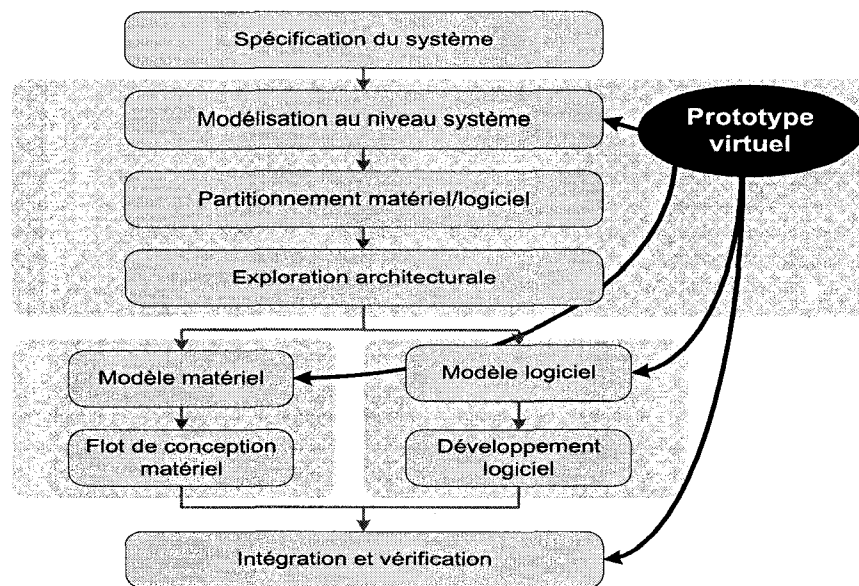 Spécification du système
Modélisation au niveau système
Prototype
virtuel
Partitionnement matériel/logiciel
Exploration architecturale
Modèle matériel
Modèle logiciel
Flot de conception
matériel
Développement
logiciel
Intégration et vérification